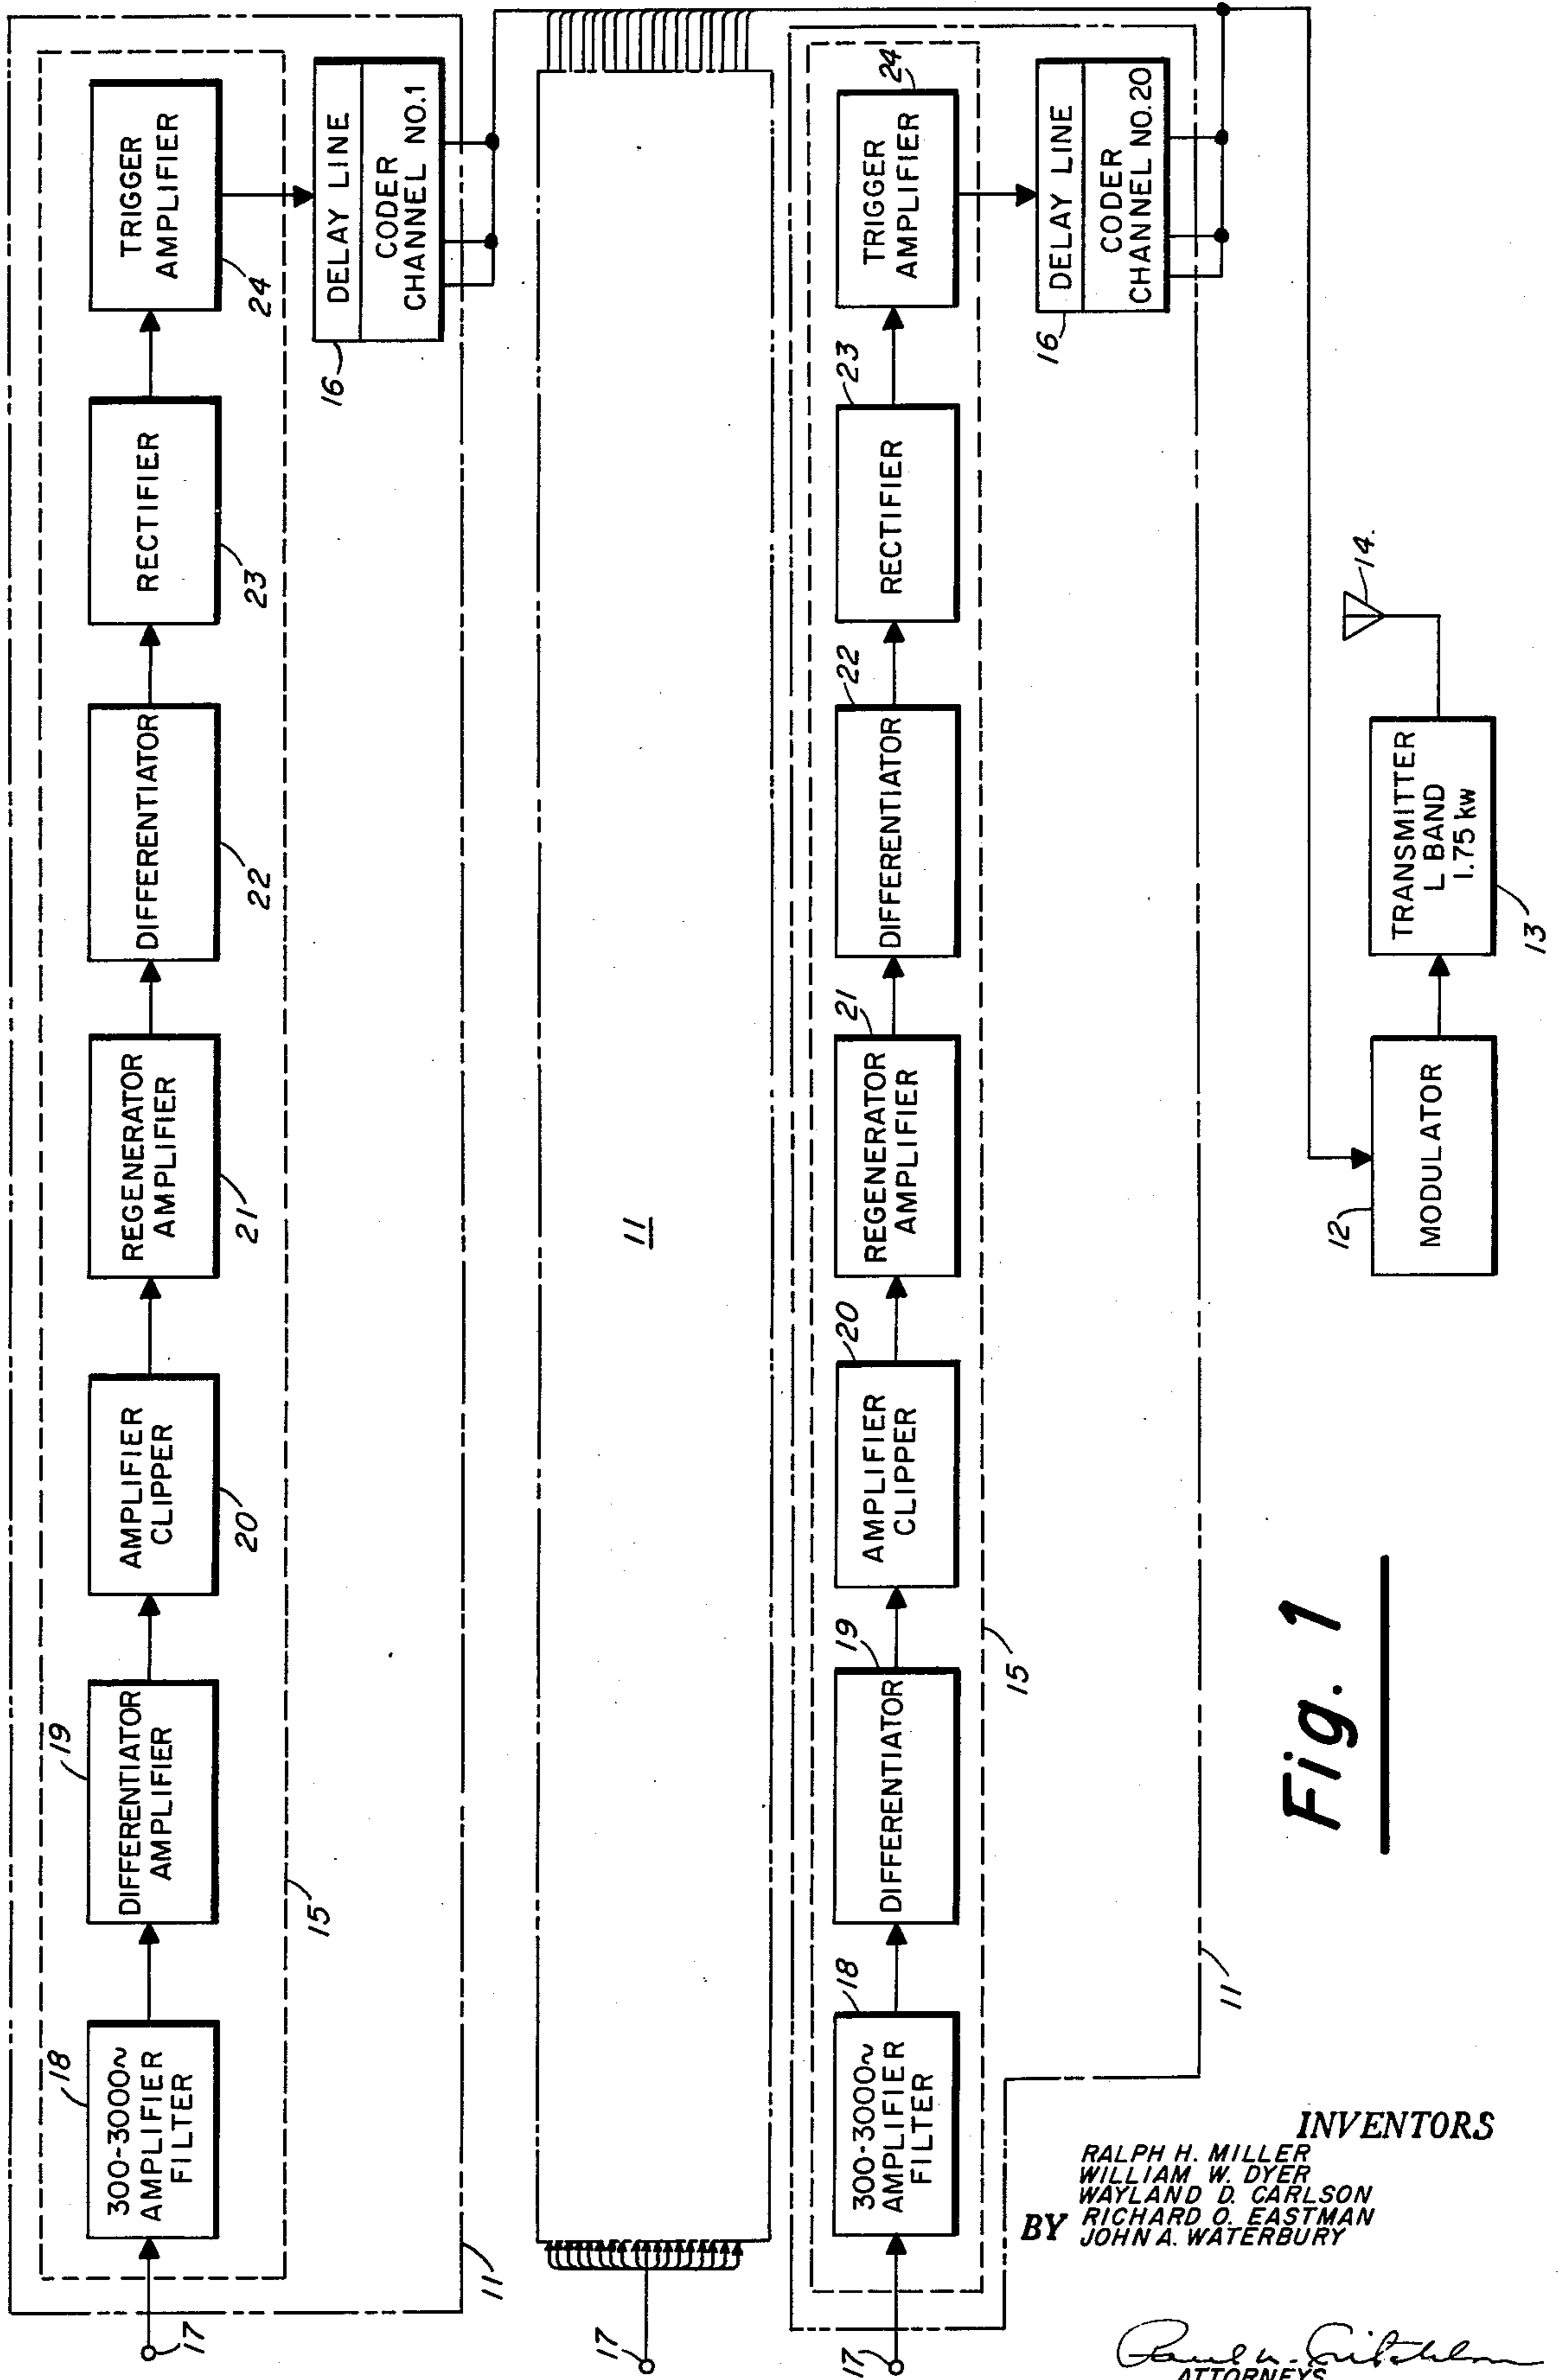 17
18
300-3000~
AMPLIFIER
FILTER
19
DIFFERENTIATOR
AMPLIFIER
AMPLIFIER
CLIPPER
20
REGENERATOR
AMPLIFIER
21
DIFFERENTIATOR
22
RECTIFIER
23
TRIGGER
AMPLIFIER
24
15
16
DELAY LINE
CODER
CHANNEL NO.1
11
17
11
17
18
300-3000~
AMPLIFIER
FILTER
19
DIFFERENTIATOR
20
AMPLIFIER
CLIPPER
21
REGENERATOR
AMPLIFIER
22
DIFFERENTIATOR
23
RECTIFIER
24
TRIGGER
AMPLIFIER
15
16
DELAY LINE
CODER
CHANNEL NO.20
11
12
MODULATOR
TRANSMITTER
L BAND
1.75 kw
13
14.
Fig. 1
INVENTORS
RALPH H. MILLER
WILLIAM W. DYER
WAYLAND D. CARLSON
BY RICHARD O. EASTMAN
JOHN A. WATERBURY
ATTORNEYS